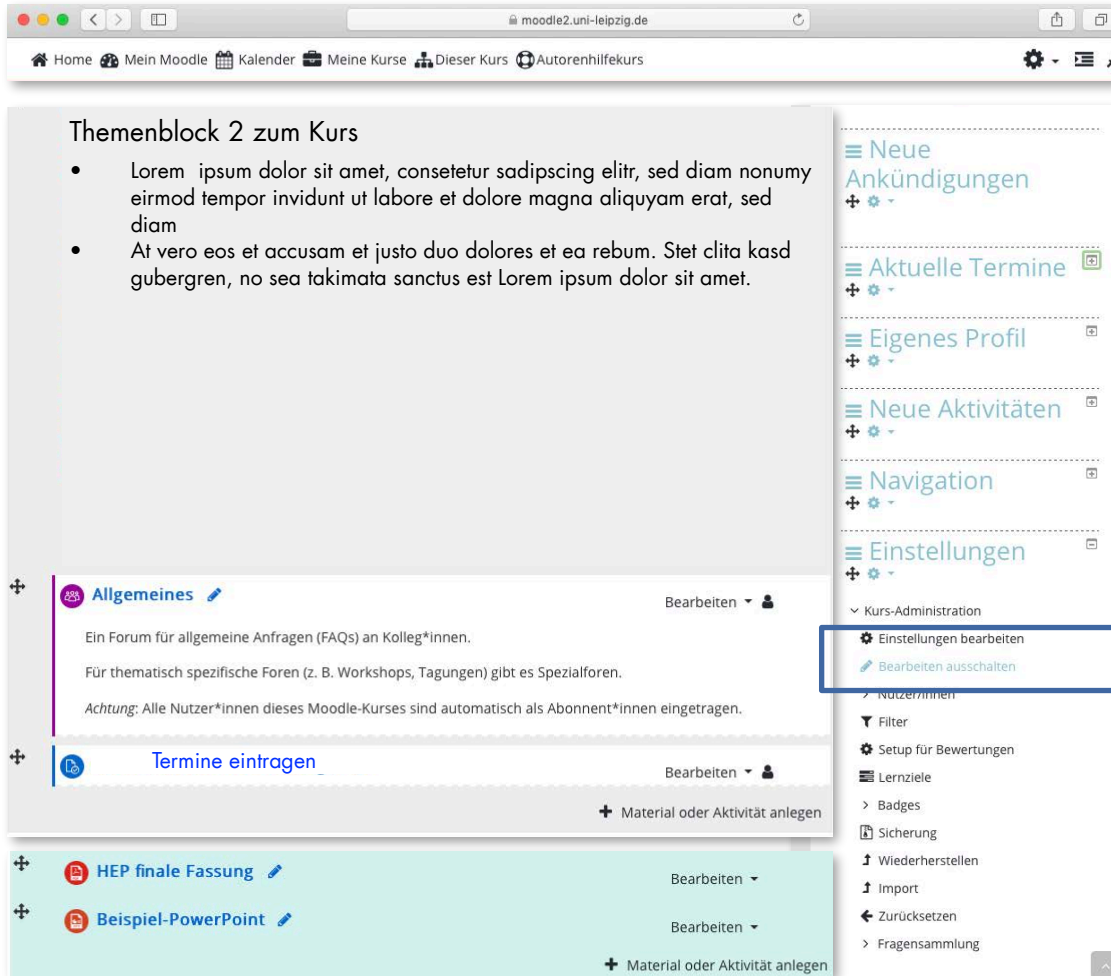 moodle2.uni-leipzig.de
Home Mein Moodle Kalender Meine Kurse Dieser Kurs Autorenhilfekurs
Themenblock 2 zum Kurs
• Lorem ipsum dolor sit amet, consetetur sadipscing elitr, sed diam nonumy
eirmod tempor invidunt ut labore et dolore magna aliquyam erat, sed
diam
• At vero eos et accusam et justo duo dolores et ea rebum. Stet clita kasd
gubergren, no sea takimata sanctus est Lorem ipsum dolor sit amet.
Allgemeines
Bearbeiten
Ein Forum für allgemeine Anfragen (FAQs) an Kolleg*innen.
Für thematisch spezifische Foren (z. B. Workshops, Tagungen) gibt es Spezialforen.
Achtung: Alle Nutzer*innen dieses Moodle-Kurses sind automatisch als Abonnent*innen eingetragen.
Termine eintragen
Bearbeiten
+ Material oder Aktivität anlegen
HEP finale Fassung
Bearbeiten
Beispiel-PowerPoint
Bearbeiten
+ Material oder Aktivität anlegen
Neue
Ankündigungen
Aktuelle Termine
Eigenes Profil
Neue Aktivitäten
Navigation
Einstellungen
Kurs-Administration
Einstellungen bearbeiten
Bearbeiten ausschalten
Nutzer/innen
Filter
Setup für Bewertungen
Lernziele
Badges
Sicherung
Wiederherstellen
Import
Zurücksetzen
Fragensammlung